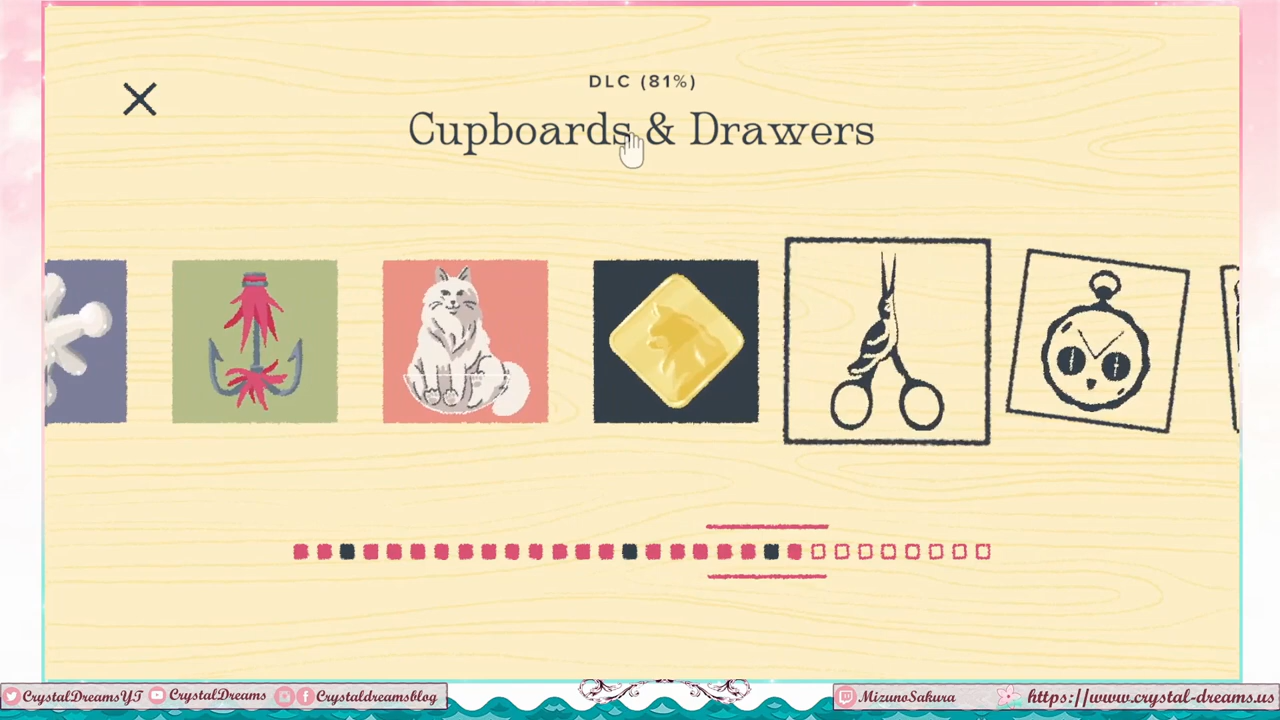 DLC (81%)
Cupboards & Drawers
CrystalDreamsYT
CrystalDreams
Crystaldreamsblog
MizunoSakura
https://www.crystal-dreams.us